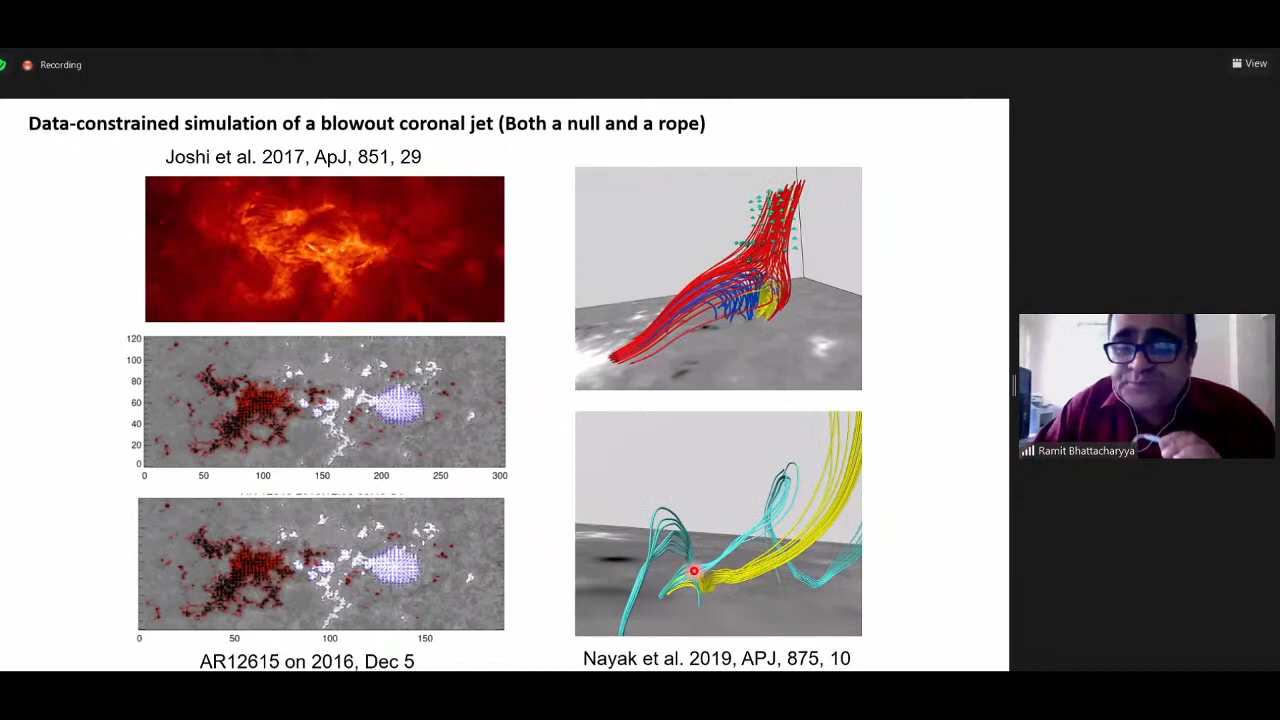 Recording
View
Data-constrained simulation of a blowout coronal jet (Both a null and a rope)
Joshi et al. 2017, ApJ, 851, 29
120
100
80
60
40
20
0
0 50 100 150 200 250 300
0 50 100 150
AR12615 on 2016, Dec 5
Nayak et al. 2019, APJ, 875, 10
Ramit Bhattacharyya